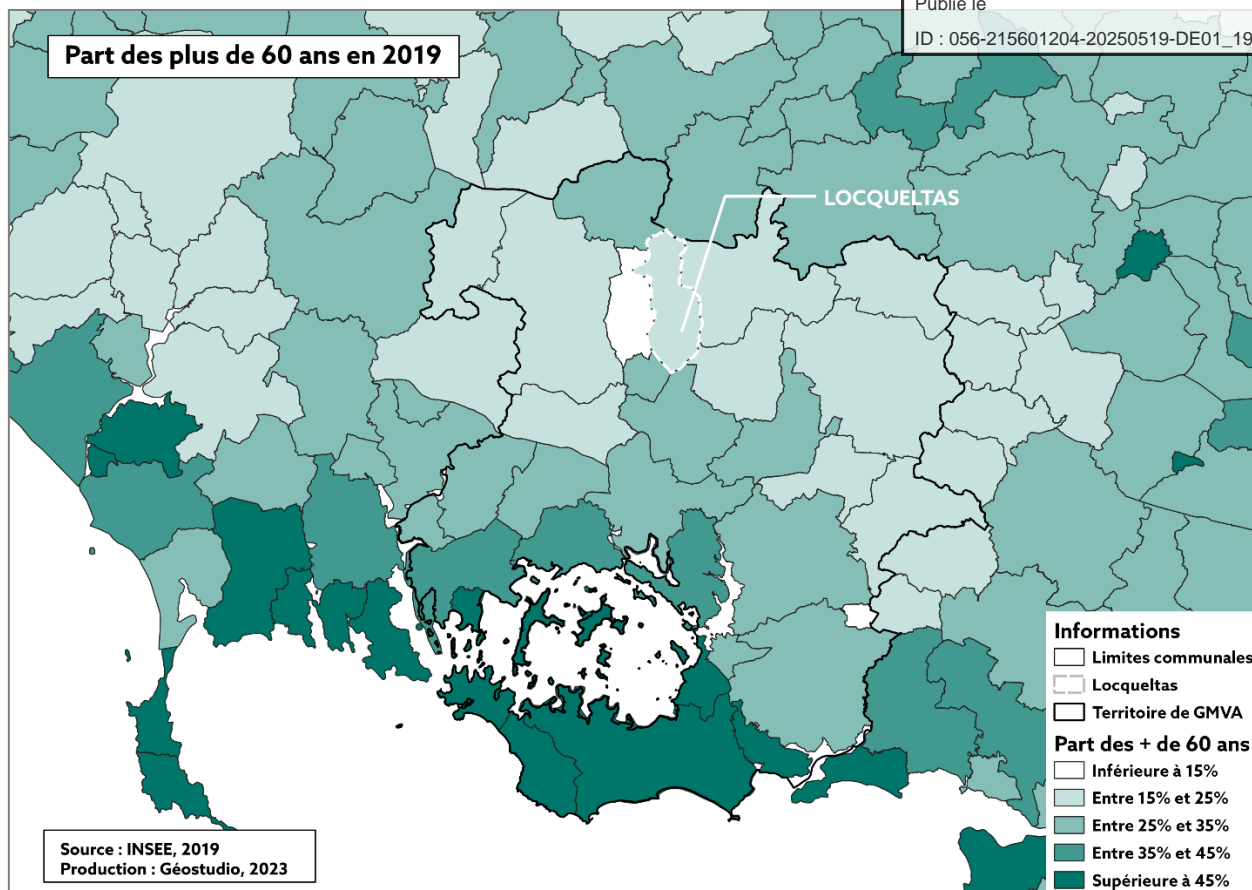 Publié le
ID : 056-215601204-20250519-DE01_19
Part des plus de 60 ans en 2019
LOCQUELTAS
Informations
Limites communales
Locqueltas
Territoire de GMVA
Part des + de 60 ans
Inférieure à 15%
Entre 15% et 25%
Entre 25% et 35%
Entre 35% et 45%
Supérieure à 45%
Source : INSEE, 2019
Production : Géostudio, 2023